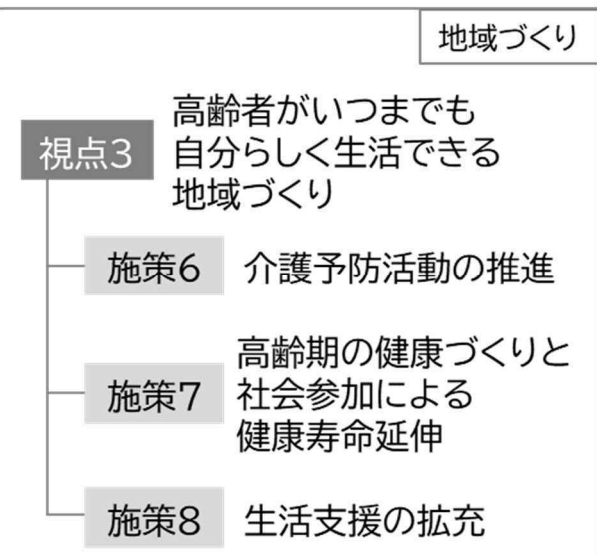 地域づくり
視点3
高齢者がいつまでも
自分らしく生活できる
地域づくり
施策6 介護予防活動の推進
施策7
高齢期の健康づくりと
社会参加による
健康寿命延伸
施策8 生活支援の拡充